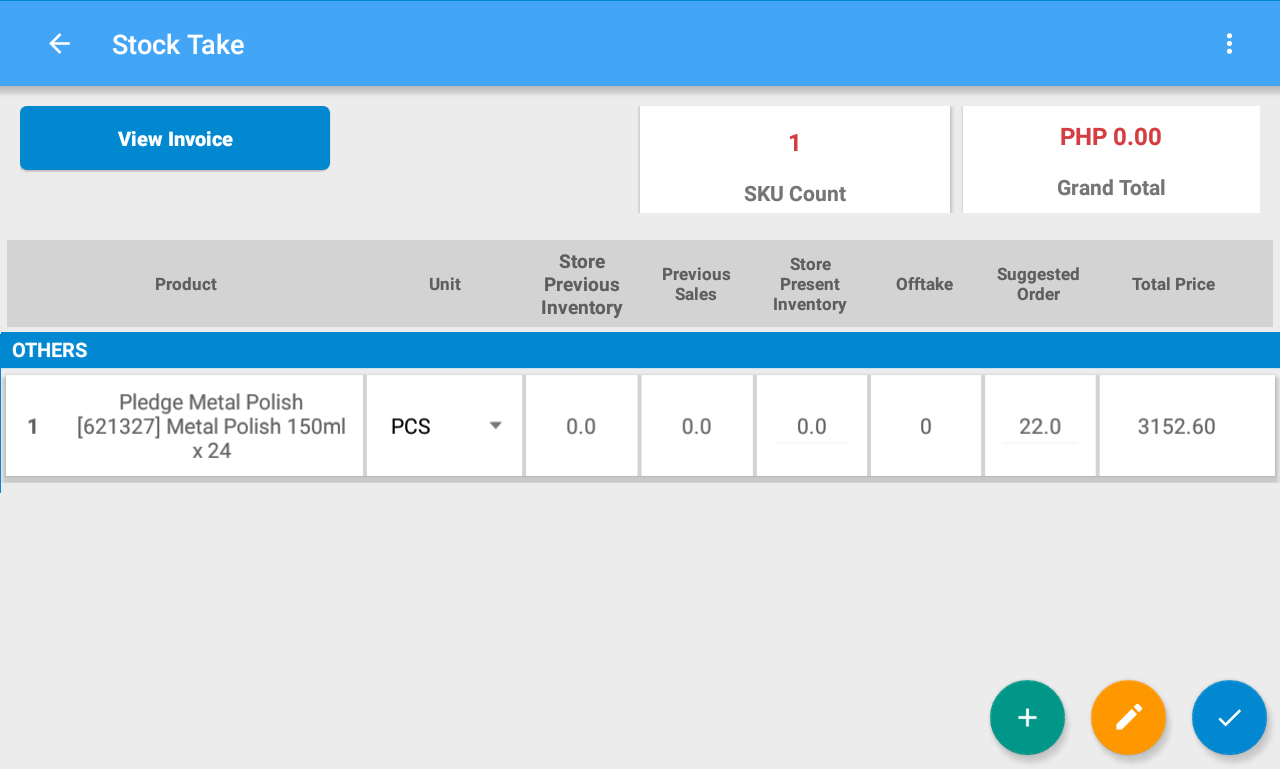 Stock Take
View Invoice
1
SKU Count
PHP 0.00
Grand Total
Product
Unit
Store
Previous
Inventory
Previous
Sales
Store
Present
Inventory
Offtake
Suggested
Order
Total Price
OTHERS
1
Pledge Metal Polish
[621327] Metal Polish 150ml
x 24
PCS
0.0
0.0
0.0
0
22.0
3152.60